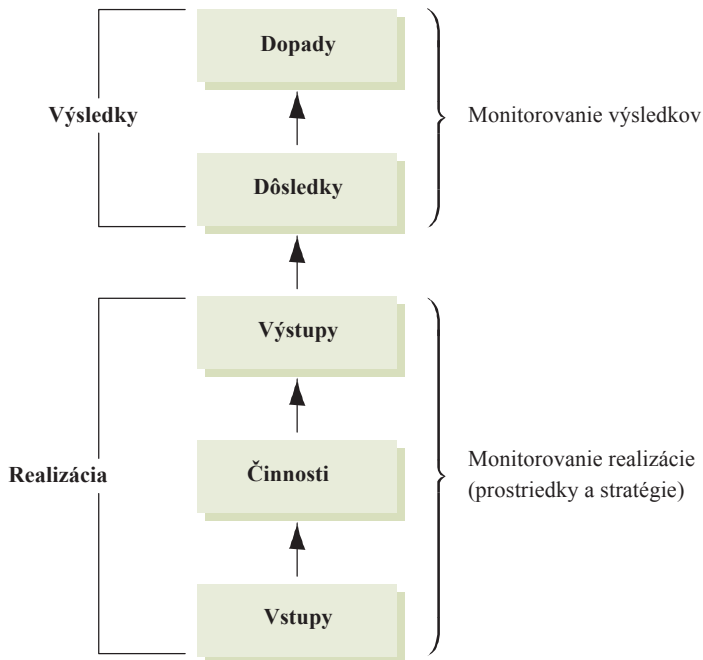 Dopady
Výsledky
Monitorovanie výsledkov
Dôsledky
Výstupy
Realizácia
Činnosti
Monitorovanie realizácie
(prostriedky a stratégie)
Vstupy